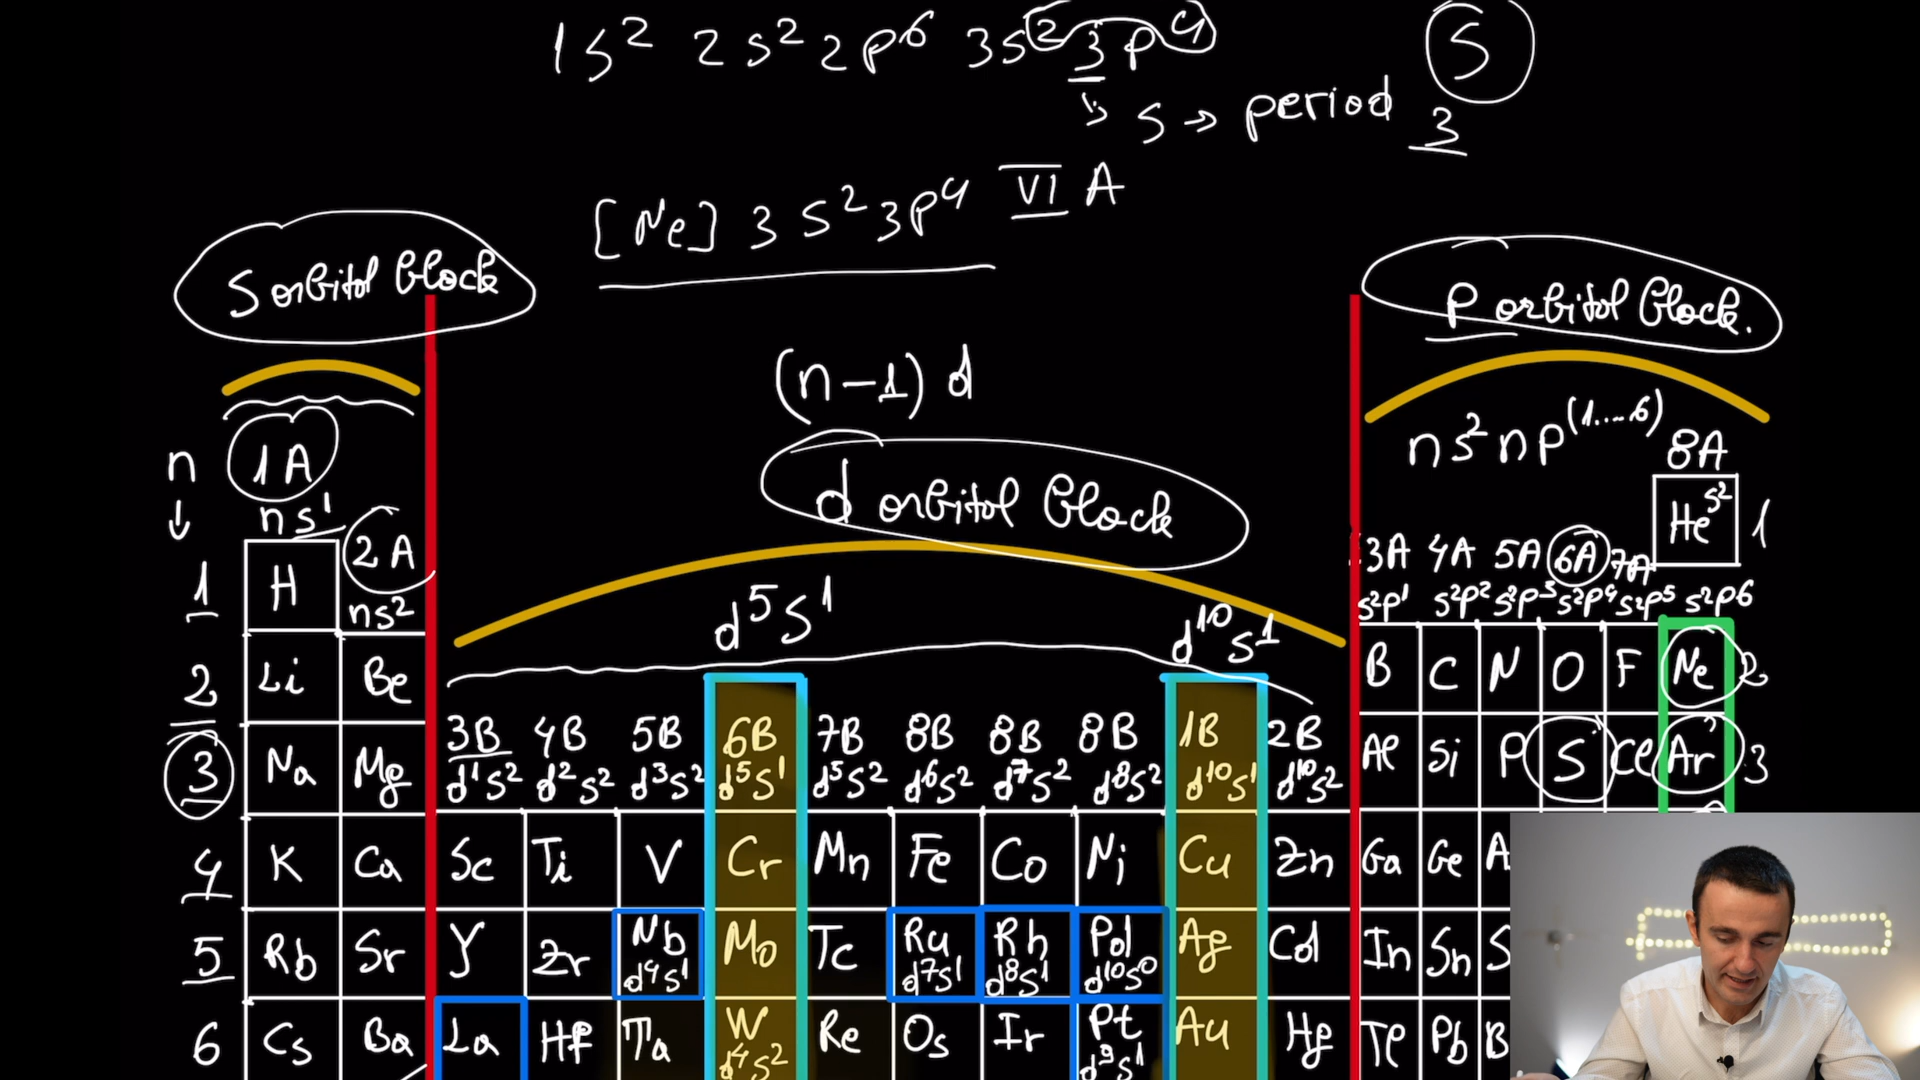 1s² 2s² 2p⁶ 3s² 3p⁴ S
S → period 3
[Ne] 3s² 3p⁴ VI A
S orbital block
p orbital block.
(n-1) d
d orbital block
ns² np⁽¹····⁶⁾ 8A
n 1A
ns¹
He s² 1
2A
ns²
3A 4A 5A 6A 7A
s²p¹ s²p² s²p³ s²p⁴ s²p⁵ s²p⁶
d⁵s¹ d¹⁰s¹
1 H
2 Li Be B C N O F Ne 2
3B 4B 5B 6B 7B 8B 8B 8B 1B 2B
d¹s² d²s² d³s² d⁵s¹ d⁵s² d⁶s² d⁷s² d⁸s² d¹⁰s¹ d¹⁰s²
3 Na Mg Al Si P S Cl Ar 3
4 K Ca Sc Ti V Cr Mn Fe Co Ni Cu Zn Ga Ge A
5 Rb Sr Y Zr Nb Mo Tc Ru Rh Pd Ag Cd In Sn S
d⁴s¹ d⁷s¹ d⁸s¹ d¹⁰s⁰
6 Cs Ba La Hf Ta W Re Os Ir Pt Au Hg Tl Pb B
d⁴s² d⁹s¹